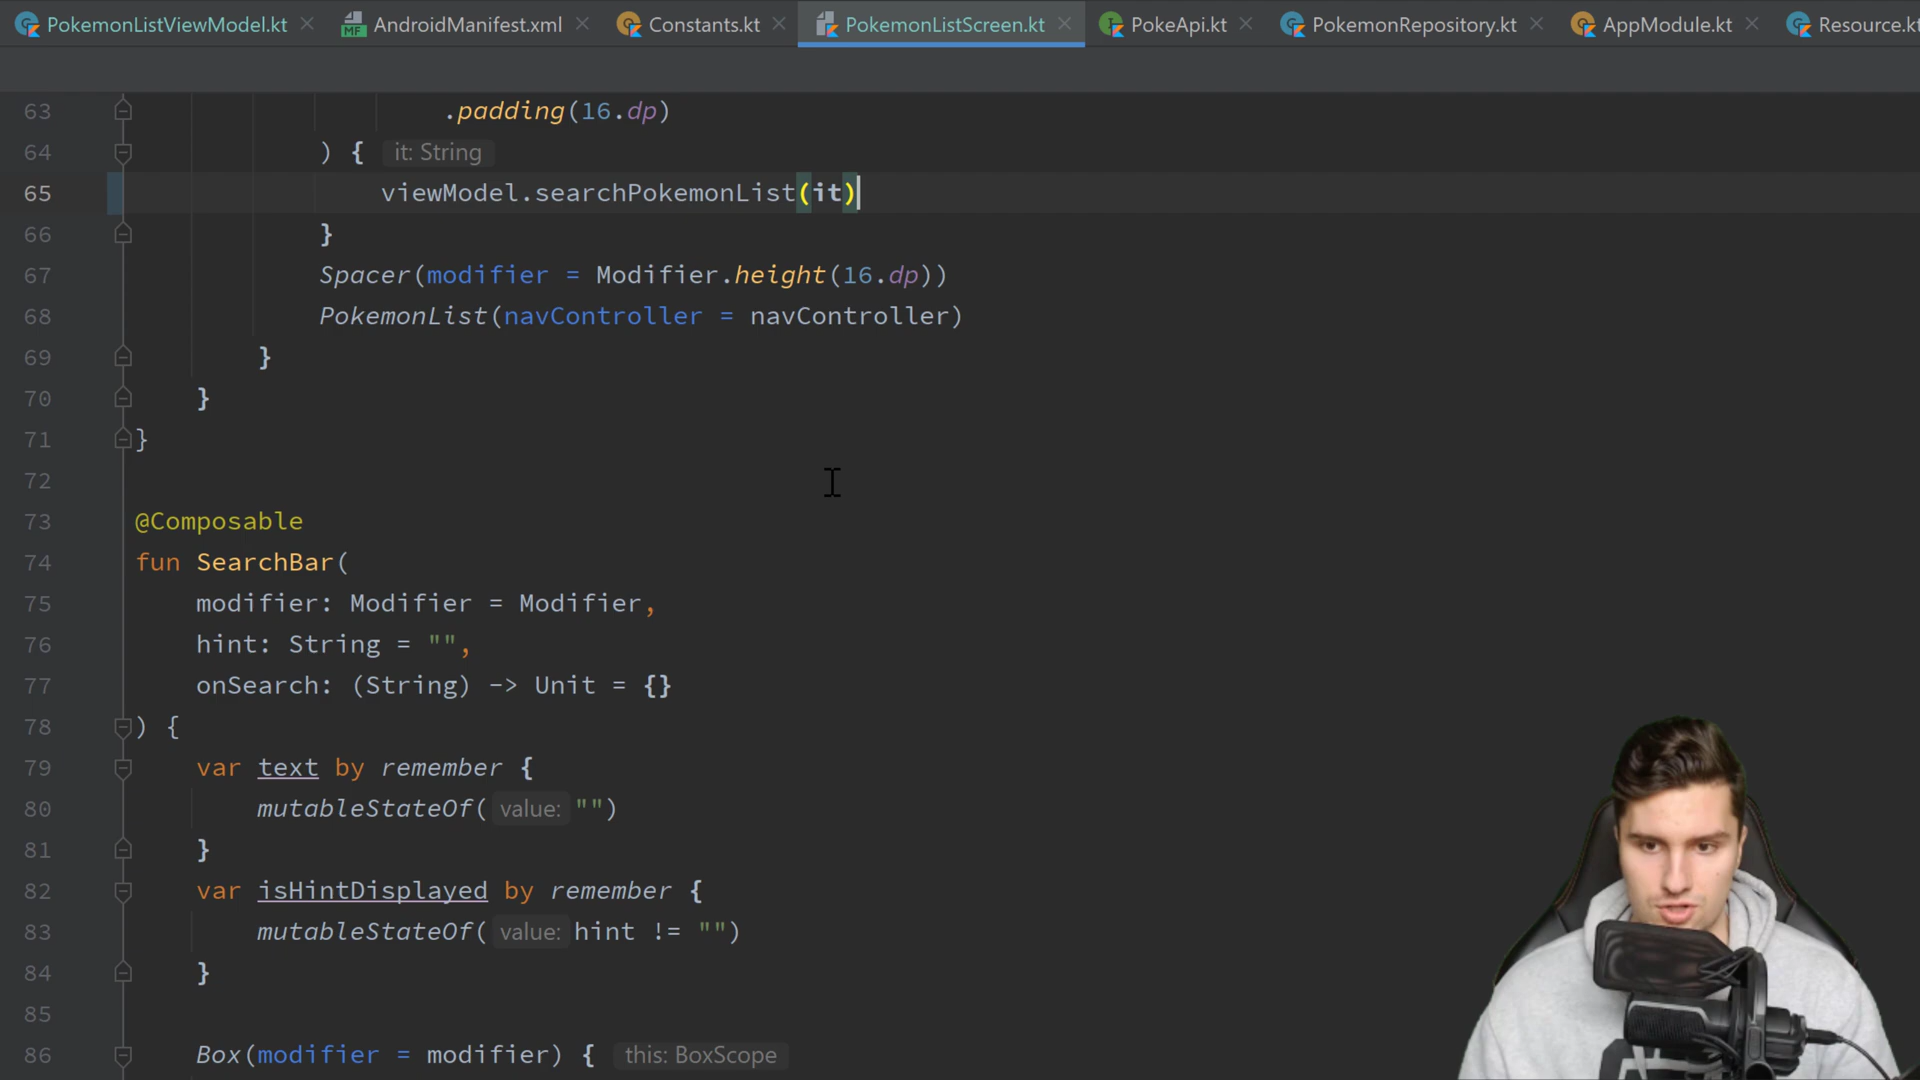 PokemonListViewModel.kt AndroidManifest.xml Constants.kt PokemonListScreen.kt PokeApi.kt PokemonRepository.kt AppModule.kt Resource.kt
MF
63 .padding(16.dp)
64 ) { it: String
65 viewModel.searchPokemonList(it)
66 }
67 Spacer(modifier = Modifier.height(16.dp))
68 PokemonList(navController = navController)
69 }
70 }
71 }
72
73 @Composable
74 fun SearchBar(
75 modifier: Modifier = Modifier,
76 hint: String = "",
77 onSearch: (String) -> Unit = {}
78 ) {
79 var text by remember {
80 mutableStateOf( value: "")
81 }
82 var isHintDisplayed by remember {
83 mutableStateOf( value: hint != "")
84 }
85
86 Box(modifier = modifier) { this: BoxScope